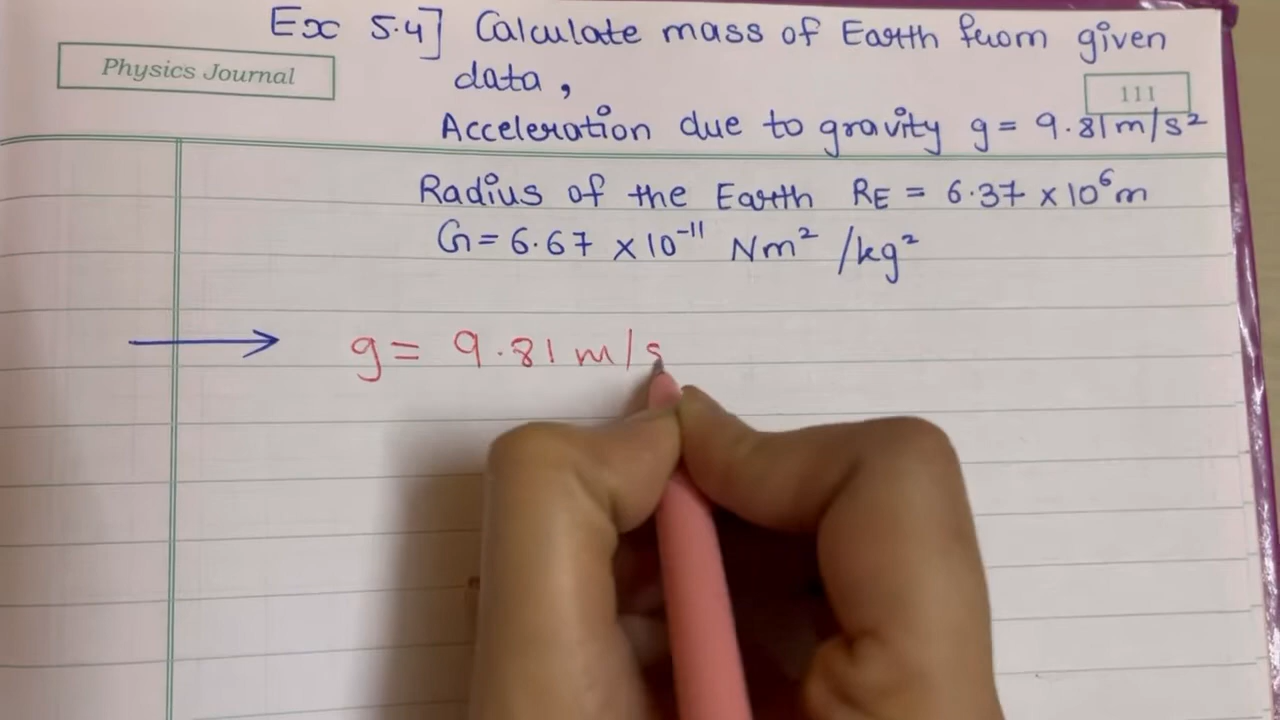 Ex 5.4] Calculate mass of Earth from given
Physics Journal
data,
111
Acceleration due to gravity g = 9.81 m/s²
Radius of the Earth RE = 6.37 x 10⁶ m
G = 6.67 x 10⁻¹¹ Nm² /kg²
g = 9.81 m/s